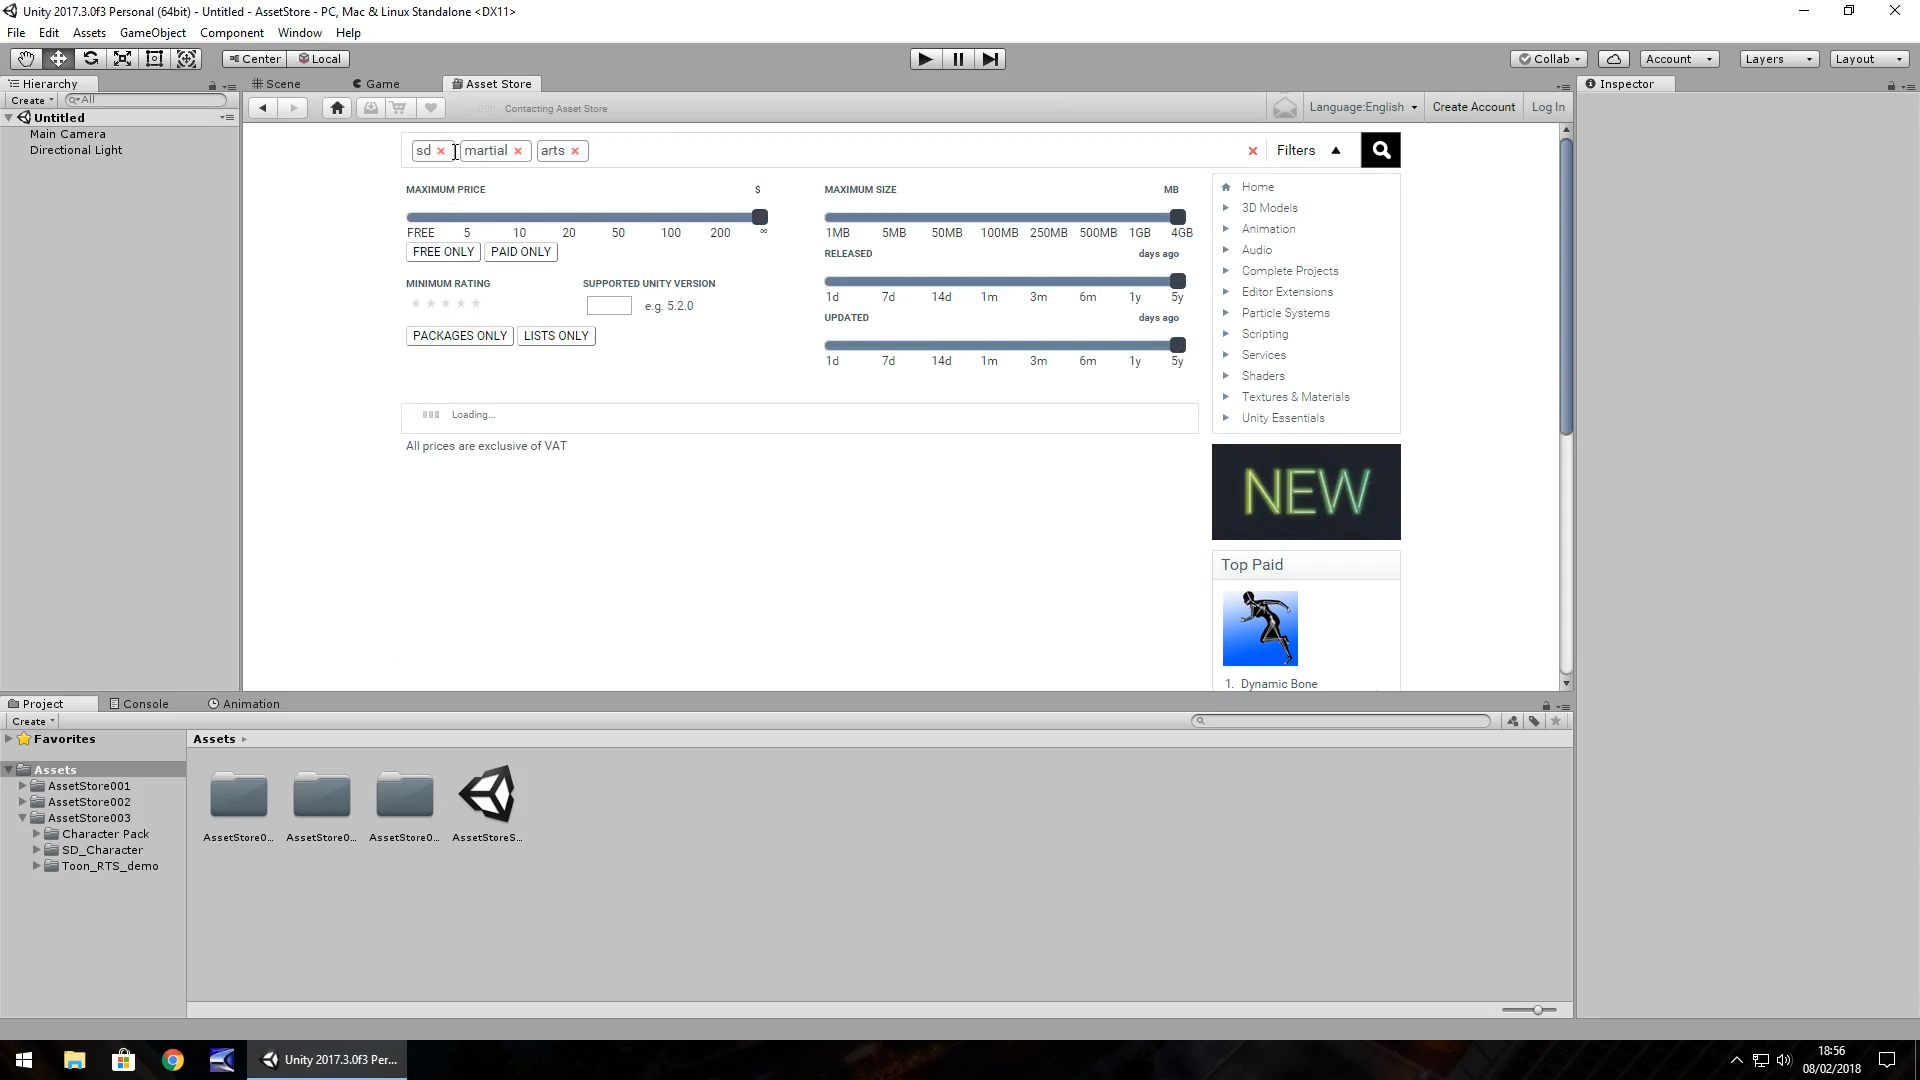 Unity 2017.3.0f3 Personal (64bit) - Untitled - AssetStore - PC, Mac & Linux Standalone <DX11>
File Edit Assets GameObject Component Window Help
Center Local Collab Account Layers Layout
Hierarchy Scene Game Asset Store Inspector
Create All
Contacting Asset Store Language:English Create Account Log In
Untitled
Main Camera
Directional Light
sd martial arts Filters
MAXIMUM PRICE $
FREE 5 10 20 50 100 200 ∞
FREE ONLY PAID ONLY
MINIMUM RATING SUPPORTED UNITY VERSION
e.g. 5.2.0
PACKAGES ONLY LISTS ONLY
MAXIMUM SIZE MB
1MB 5MB 50MB 100MB 250MB 500MB 1GB 4GB
RELEASED days ago
1d 7d 14d 1m 3m 6m 1y 5y
UPDATED days ago
1d 7d 14d 1m 3m 6m 1y 5y
Loading...
All prices are exclusive of VAT
Home
3D Models
Animation
Audio
Complete Projects
Editor Extensions
Particle Systems
Scripting
Services
Shaders
Textures & Materials
Unity Essentials
NEW
Top Paid
1. Dynamic Bone
Project Console Animation
Create
Favorites
Assets
AssetStore001
AssetStore002
AssetStore003
Character Pack
SD_Character
Toon_RTS_demo
Assets
AssetStore0... AssetStore0... AssetStore0... AssetStoreS...
Unity 2017.3.0f3 Per...
18:56
08/02/2018